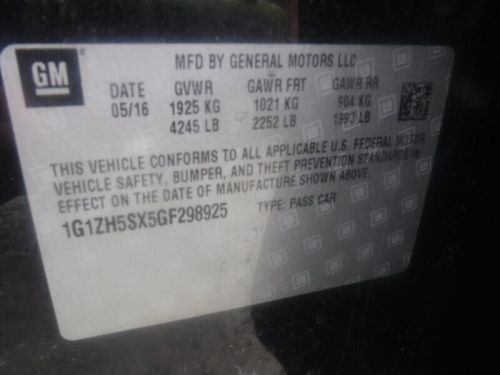 GM
MFD BY GENERAL MOTORS LLC
DATE GVWR GAWR FRT GAWR RR
05/16 1925 KG 1021 KG 904 KG
4245 LB 2252 LB 1993 LB
THIS VEHICLE CONFORMS TO ALL APPLICABLE U.S. FEDERAL MOTOR
VEHICLE SAFETY, BUMPER, AND THEFT PREVENTION STANDARDS IN
EFFECT ON THE DATE OF MANUFACTURE SHOWN ABOVE.
1G1ZH5SX5GF298925 TYPE: PASS CAR